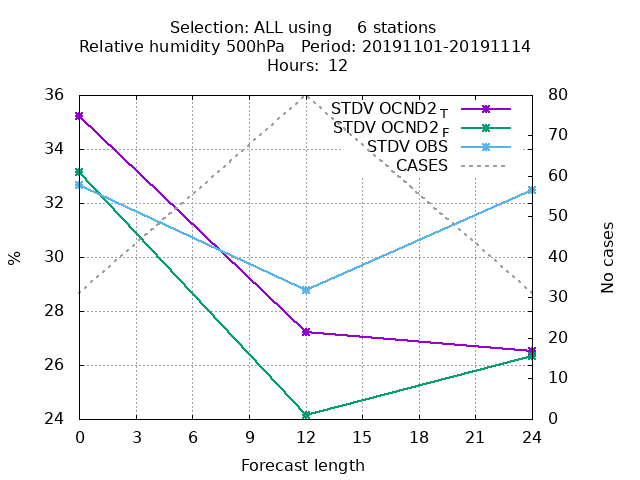 Selection: ALL using     6 stations
Relative humidity 500hPa   Period: 20191101-20191114
Hours: 12
STDV OCND2 T
STDV OCND2 F
STDV OBS
CASES
36
34
32
30
28
26
24
%
80
70
60
50
40
30
20
10
0
No cases
0 3 6 9 12 15 18 21 24
Forecast length